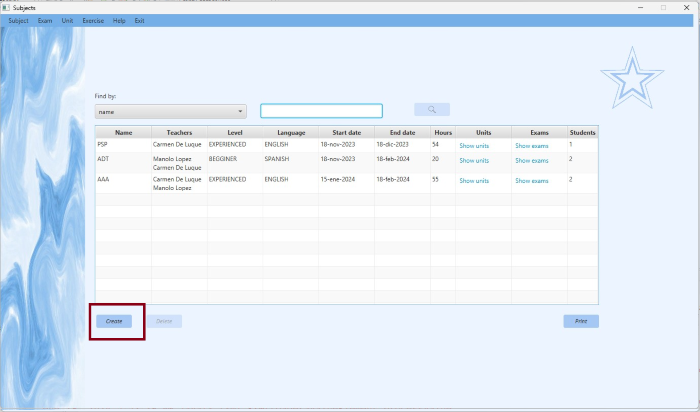 Subjects
Subject Exam Unit Exercise Help Exit
Find by:
name
Name Teachers Level Language Start date End date Hours Units Exams Students
PSP Carmen De Luque EXPERIENCED ENGLISH 18-nov-2023 18-dic-2023 54 Show units Show exams 1
ADT Manolo Lopez BEGGINER SPANISH 18-nov-2023 18-feb-2024 20 Show units Show exams 2
Carmen De Luque
AAA Carmen De Luque EXPERIENCED ENGLISH 15-ene-2024 18-feb-2024 55 Show units Show exams 2
Manolo Lopez
Create Delete Print